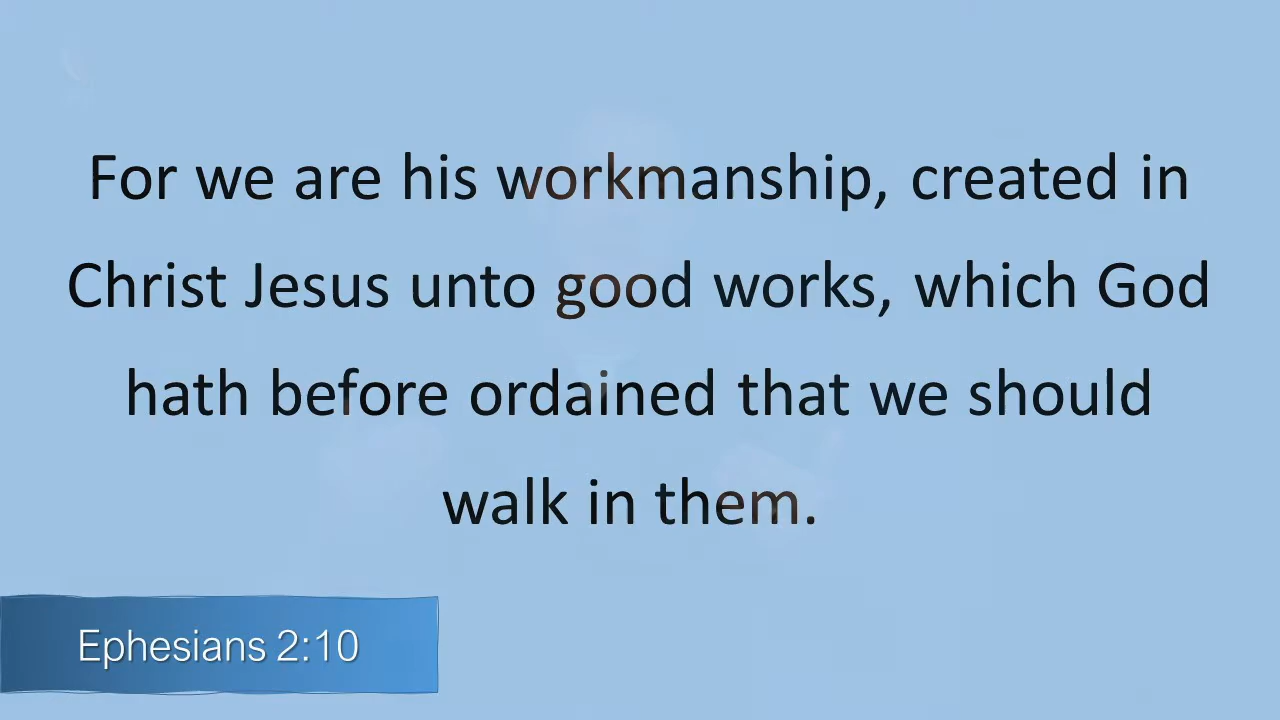 For we are his workmanship, created in
Christ Jesus unto good works, which God
hath before ordained that we should
walk in them.
Ephesians 2:10